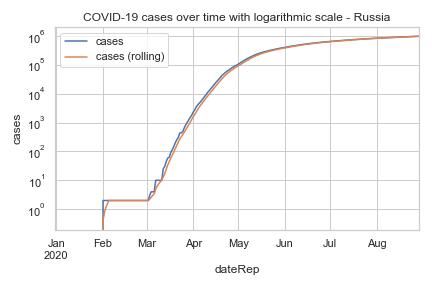 COVID-19 cases over time with logarithmic scale - Russia
cases
cases (rolling)
10⁶
10⁵
10⁴
10³
10²
10¹
10⁰
cases
Jan Feb Mar Apr May Jun Jul Aug
2020
dateRep